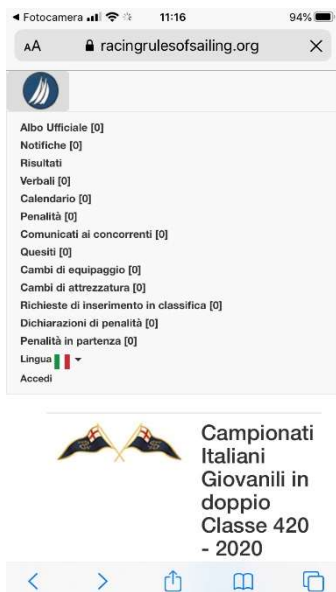 ◄ Fotocamera 11:16 94%
AA racingrulesofsailing.org
Albo Ufficiale [0]
Notifiche [0]
Risultati
Verbali [0]
Calendario [0]
Penalità [0]
Comunicati ai concorrenti [0]
Quesiti [0]
Cambi di equipaggio [0]
Cambi di attrezzatura [0]
Richieste di inserimento in classifica [0]
Dichiarazioni di penalità [0]
Penalità in partenza [0]
Lingua
Accedi
Campionati
Italiani
Giovanili in
doppio
Classe 420
- 2020